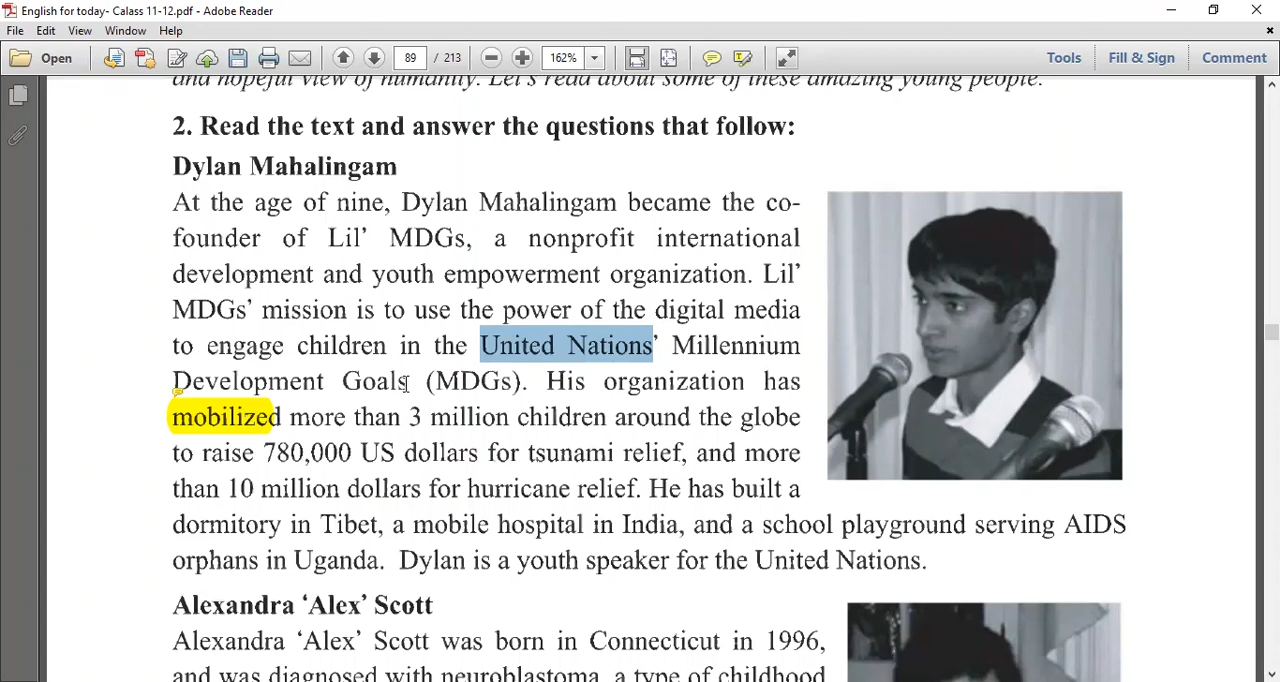 English for today- Calass 11-12.pdf - Adobe Reader
File Edit View Window Help
Open 89 / 213 162% Tools Fill & Sign Comment
and hopeful view of humanity. Let's read about some of these amazing young people.
2. Read the text and answer the questions that follow:
Dylan Mahalingam
At the age of nine, Dylan Mahalingam became the co-
founder of Lil' MDGs, a nonprofit international
development and youth empowerment organization. Lil'
MDGs' mission is to use the power of the digital media
to engage children in the United Nations' Millennium
Development Goals (MDGs). His organization has
mobilized more than 3 million children around the globe
to raise 780,000 US dollars for tsunami relief, and more
than 10 million dollars for hurricane relief. He has built a
dormitory in Tibet, a mobile hospital in India, and a school playground serving AIDS
orphans in Uganda. Dylan is a youth speaker for the United Nations.
Alexandra ‘Alex’ Scott
Alexandra ‘Alex’ Scott was born in Connecticut in 1996,
and was diagnosed with neuroblastoma, a type of childhood